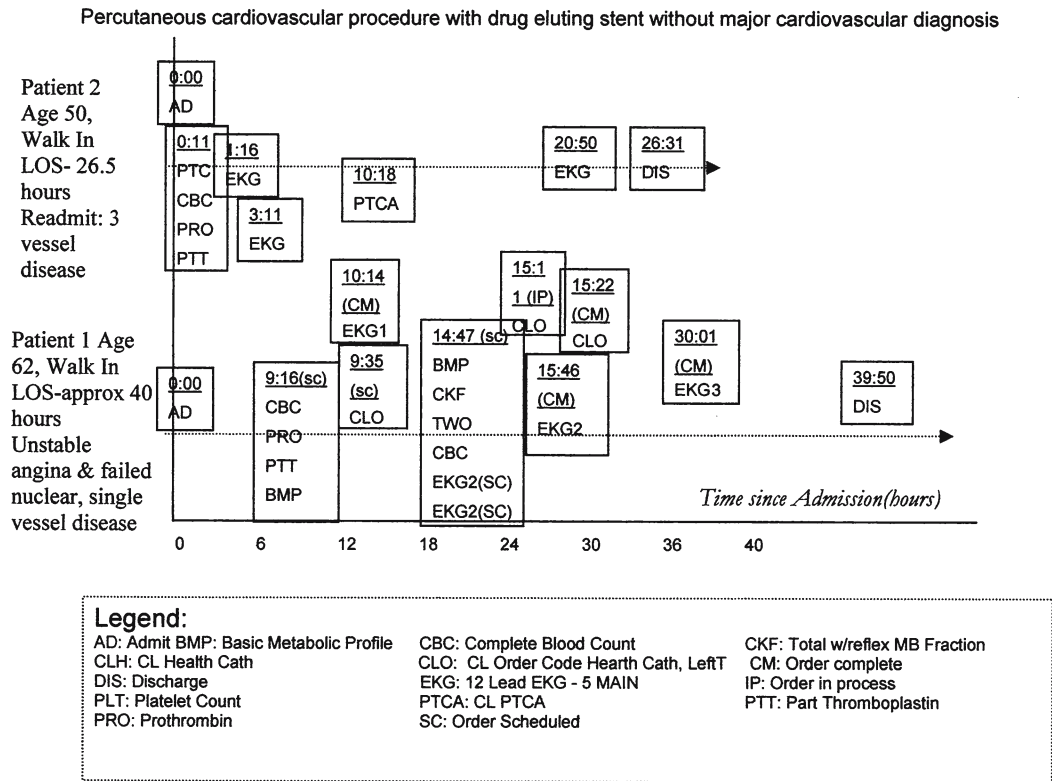 Percutaneous cardiovascular procedure with drug eluting stent without major cardiovascular diagnosis
Patient 2
Age 50,
Walk In
LOS- 26.5
hours
Readmit: 3
vessel
disease
0:00
AD
0:11
PTC
CBC
PRO
PTT
1:16
EKG
3:11
EKG
10:18
PTCA
20:50
EKG
26:31
DIS
Patient 1 Age
62, Walk In
LOS-approx 40
hours
Unstable
angina & failed
nuclear, single
vessel disease
0:00
AD
9:16(sc)
CBC
PRO
PTT
BMP
10:14
(CM)
EKG1
9:35
(sc)
CLO
14:47 (sc)
BMP
CKF
TWO
CBC
EKG2(SC)
EKG2(SC)
15:1
1 (IP)
CLO
15:22
(CM)
CLO
15:46
(CM)
EKG2
30:01
(CM)
EKG3
39:50
DIS
Time since Admission(hours)
0 6 12 18 24 30 36 40
Legend:
AD: Admit BMP: Basic Metabolic Profile CBC: Complete Blood Count CKF: Total w/reflex MB Fraction
CLH: CL Health Cath CLO: CL Order Code Hearth Cath, LeftT CM: Order complete
DIS: Discharge EKG: 12 Lead EKG - 5 MAIN IP: Order in process
PLT: Platelet Count PTCA: CL PTCA PTT: Part Thromboplastin
PRO: Prothrombin SC: Order Scheduled